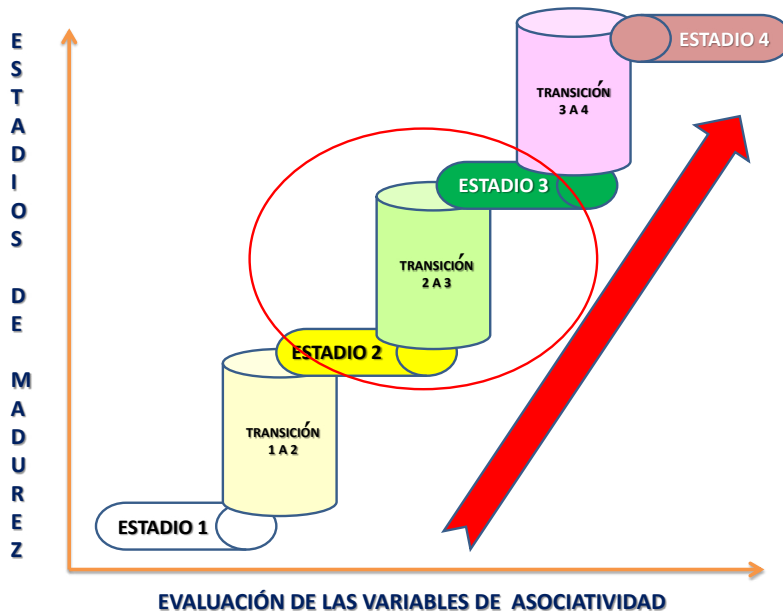 ESTADIOS DE MADUREZ
ESTADIO 4
TRANSICIÓN
3 A 4
ESTADIO 3
TRANSICIÓN
2 A 3
ESTADIO 2
TRANSICIÓN
1 A 2
ESTADIO 1
EVALUACIÓN DE LAS VARIABLES DE ASOCIATIVIDAD